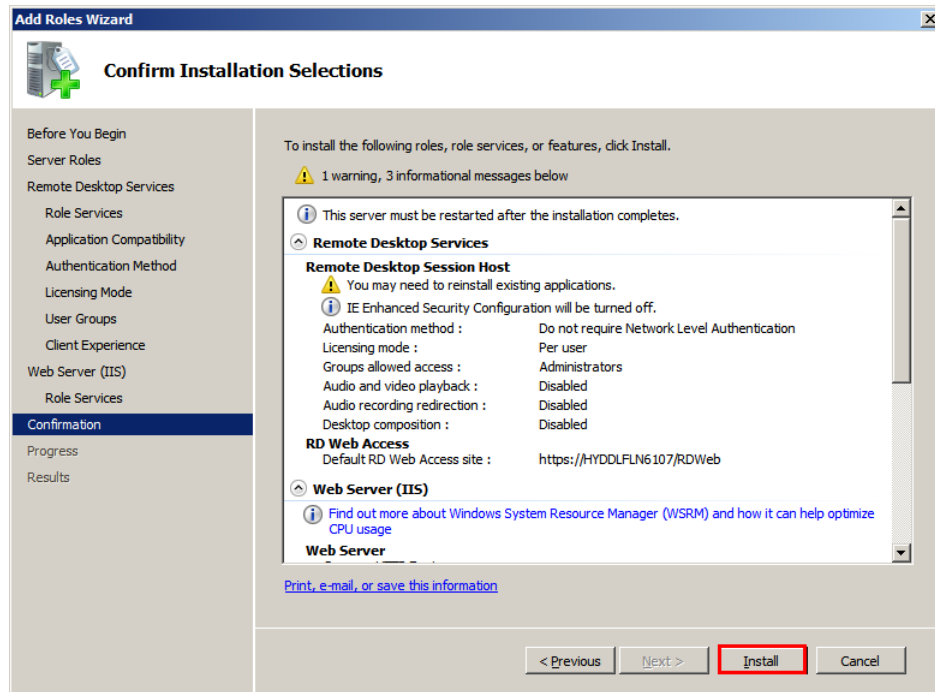 Add Roles Wizard
Confirm Installation Selections
Before You Begin
Server Roles
Remote Desktop Services
Role Services
Application Compatibility
Authentication Method
Licensing Mode
User Groups
Client Experience
Web Server (IIS)
Role Services
Confirmation
Progress
Results
To install the following roles, role services, or features, click Install.
1 warning, 3 informational messages below
This server must be restarted after the installation completes.
Remote Desktop Services
Remote Desktop Session Host
You may need to reinstall existing applications.
IE Enhanced Security Configuration will be turned off.
Authentication method : Do not require Network Level Authentication
Licensing mode : Per user
Groups allowed access : Administrators
Audio and video playback : Disabled
Audio recording redirection : Disabled
Desktop composition : Disabled
RD Web Access
Default RD Web Access site : https://HYDDLFLN6107/RDWeb
Web Server (IIS)
Find out more about Windows System Resource Manager (WSRM) and how it can help optimize
CPU usage
Web Server
Print, e-mail, or save this information
< Previous Next > Install Cancel